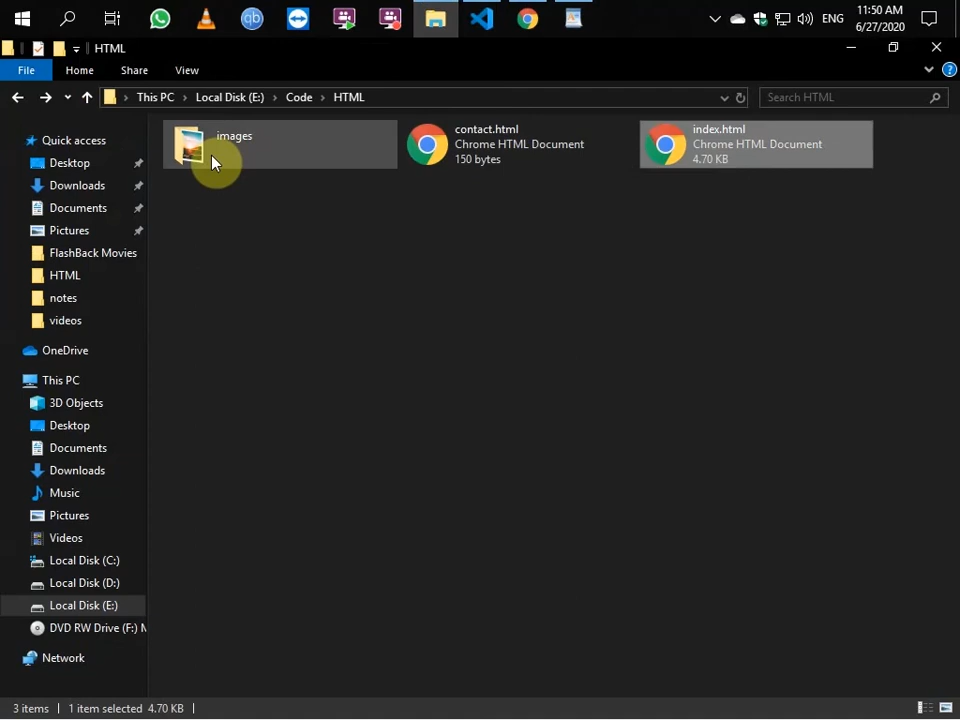 qb
ENG
11:50 AM
6/27/2020
HTML
File
Home
Share
View
This PC > Local Disk (E:) > Code > HTML
Search HTML
Quick access
Desktop
Downloads
Documents
Pictures
FlashBack Movies
HTML
notes
videos
OneDrive
This PC
3D Objects
Desktop
Documents
Downloads
Music
Pictures
Videos
Local Disk (C:)
Local Disk (D:)
Local Disk (E:)
DVD RW Drive (F:) M
Network
images
contact.html
Chrome HTML Document
150 bytes
index.html
Chrome HTML Document
4.70 KB
3 items
1 item selected 4.70 KB